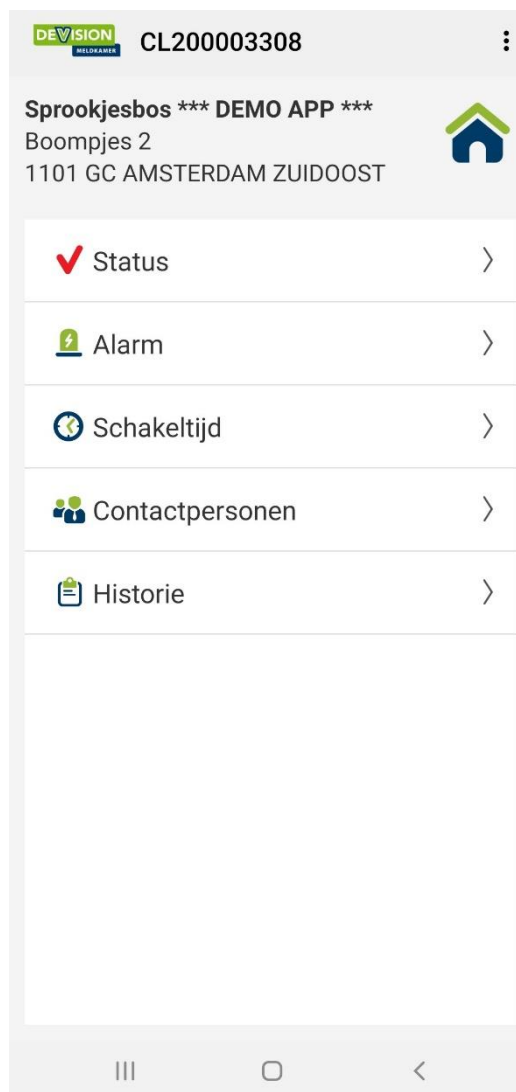 DEVISION
MELDKAMER
CL200003308
Sprookjesbos *** DEMO APP ***
Boompjes 2
1101 GC AMSTERDAM ZUIDOOST
Status
Alarm
Schakeltijd
Contactpersonen
Historie